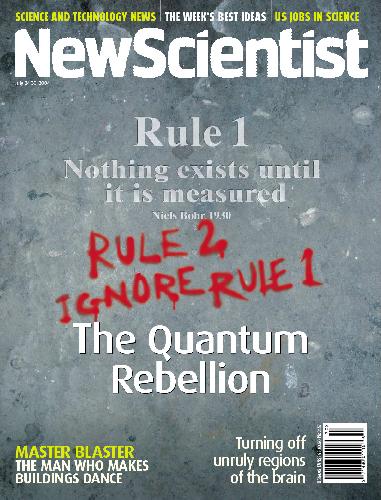 SCIENCE AND TECHNOLOGY NEWS | THE WEEK'S BEST IDEAS | US JOBS IN SCIENCE
NewScientist
Rule 1
Nothing exists until
it is measured
Niels Bohr 1930
RULE 2,
IGNORE RULE 1
The Quantum
Rebellion
MASTER BLASTER
THE MAN WHO MAKES
BUILDINGS DANCE
Turning off
unruly regions
of the brain